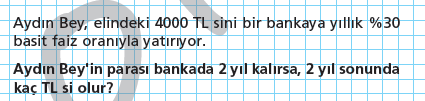 Aydın Bey, elindeki 4000 TL sini bir bankaya yıllık %30
basit faiz oranıyla yatırıyor.
Aydın Bey'in parası bankada 2 yıl kalırsa, 2 yıl sonunda
kaç TL si olur?